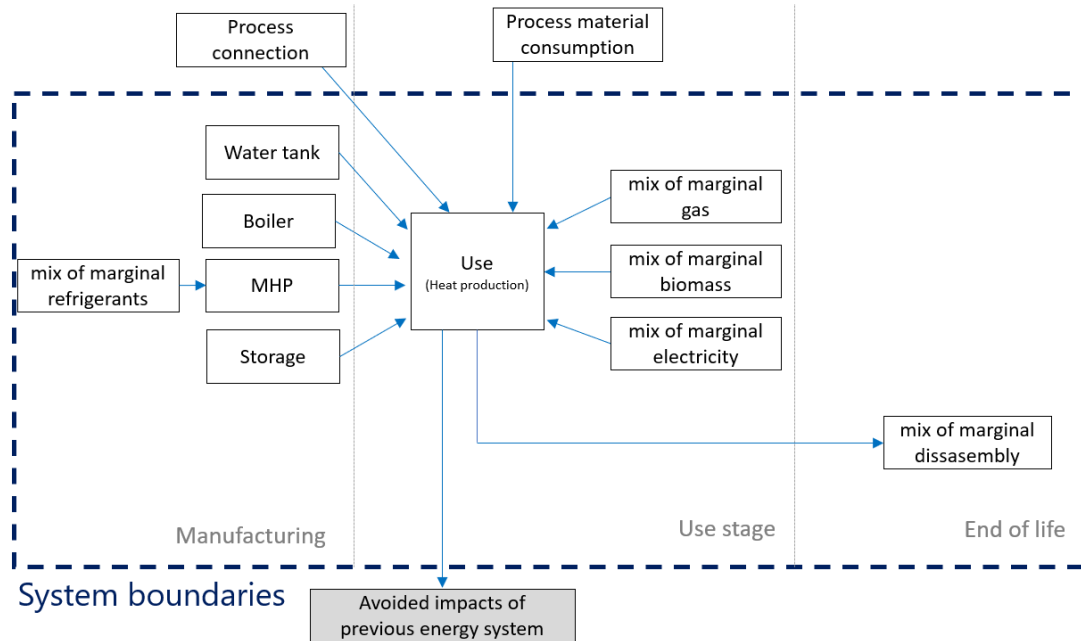 Process
connection
Process material
consumption
Water tank
Boiler
mix of marginal
refrigerants
MHP
Storage
Use
(Heat production)
mix of marginal
gas
mix of marginal
biomass
mix of marginal
electricity
mix of marginal
dissasembly
Manufacturing
Use stage
End of life
System boundaries
Avoided impacts of
previous energy system